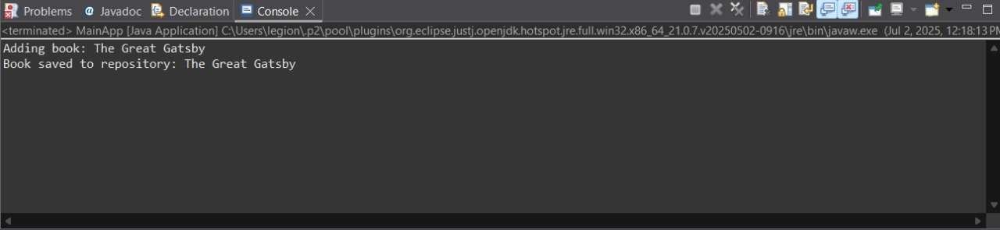 Problems @ Javadoc Declaration Console
<terminated> MainApp [Java Application] C:\Users\legion\.p2\pool\plugins\org.eclipse.justj.openjdk.hotspot.jre.full.win32.x86_64_21.0.7.v20250502-0916\jre\bin\javaw.exe (Jul 2, 2025, 12:18:13 PM
Adding book: The Great Gatsby
Book saved to repository: The Great Gatsby